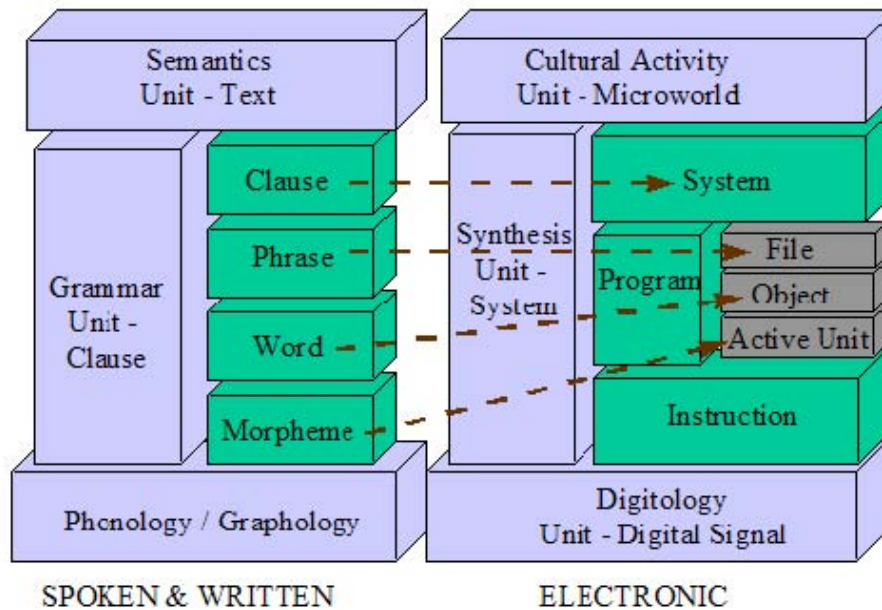 Semantics
Unit - Text
Clause
Phrase
Grammar
Unit -
Clause
Word
Morpheme
Phonology / Graphology
SPOKEN & WRITTEN
Cultural Activity
Unit - Microworld
System
Synthesis
Unit -
System
Program
File
Object
Active Unit
Instruction
Digitology
Unit - Digital Signal
ELECTRONIC